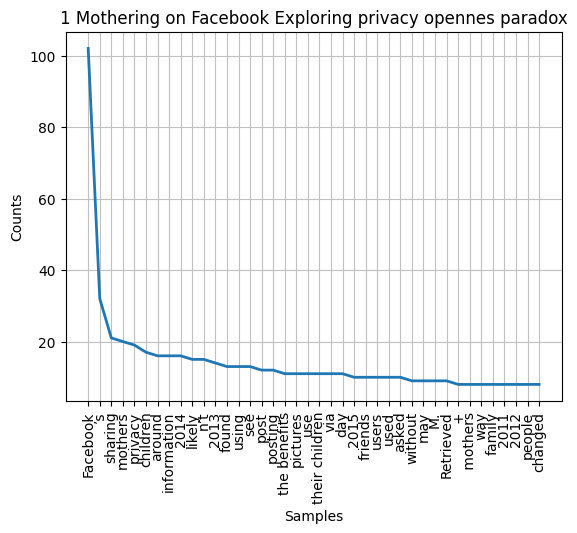 1 Mothering on Facebook Exploring privacy opennes paradox
100
80
60
40
20
Counts
Facebook
's
sharing
mothers
privacy
children
around
information
2014
likely
n't
2013
found
using
see
post
posting
the benefits
pictures
use
their children
via
day
2015
friends
users
used
asked
without
may
M.
Retrieved
+
mothers
way
family
2011
2012
people
changed
Samples